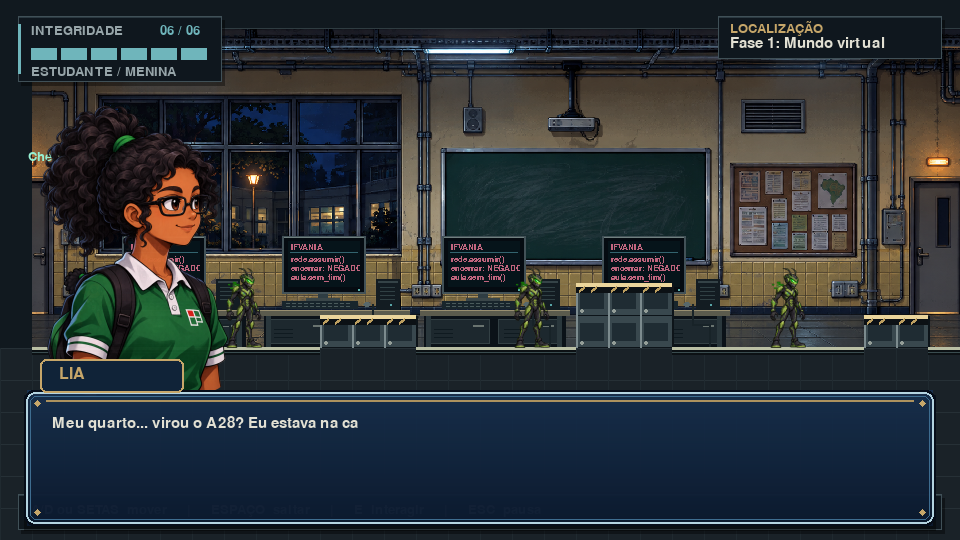 INTEGRIDADE 06 / 06
ESTUDANTE / MENINA
LOCALIZAÇÃO
Fase 1: Mundo virtual
Che
IFVANIA
rede.assumir()
encerrar: NEGADO
aula.sem_fim()
IFVANIA
rede.assumir()
encerrar: NEGADO
aula.sem_fim()
IFVANIA
rede.assumir()
encerrar: NEGADO
aula.sem_fim()
LIA
Meu quarto... virou o A28? Eu estava na ca